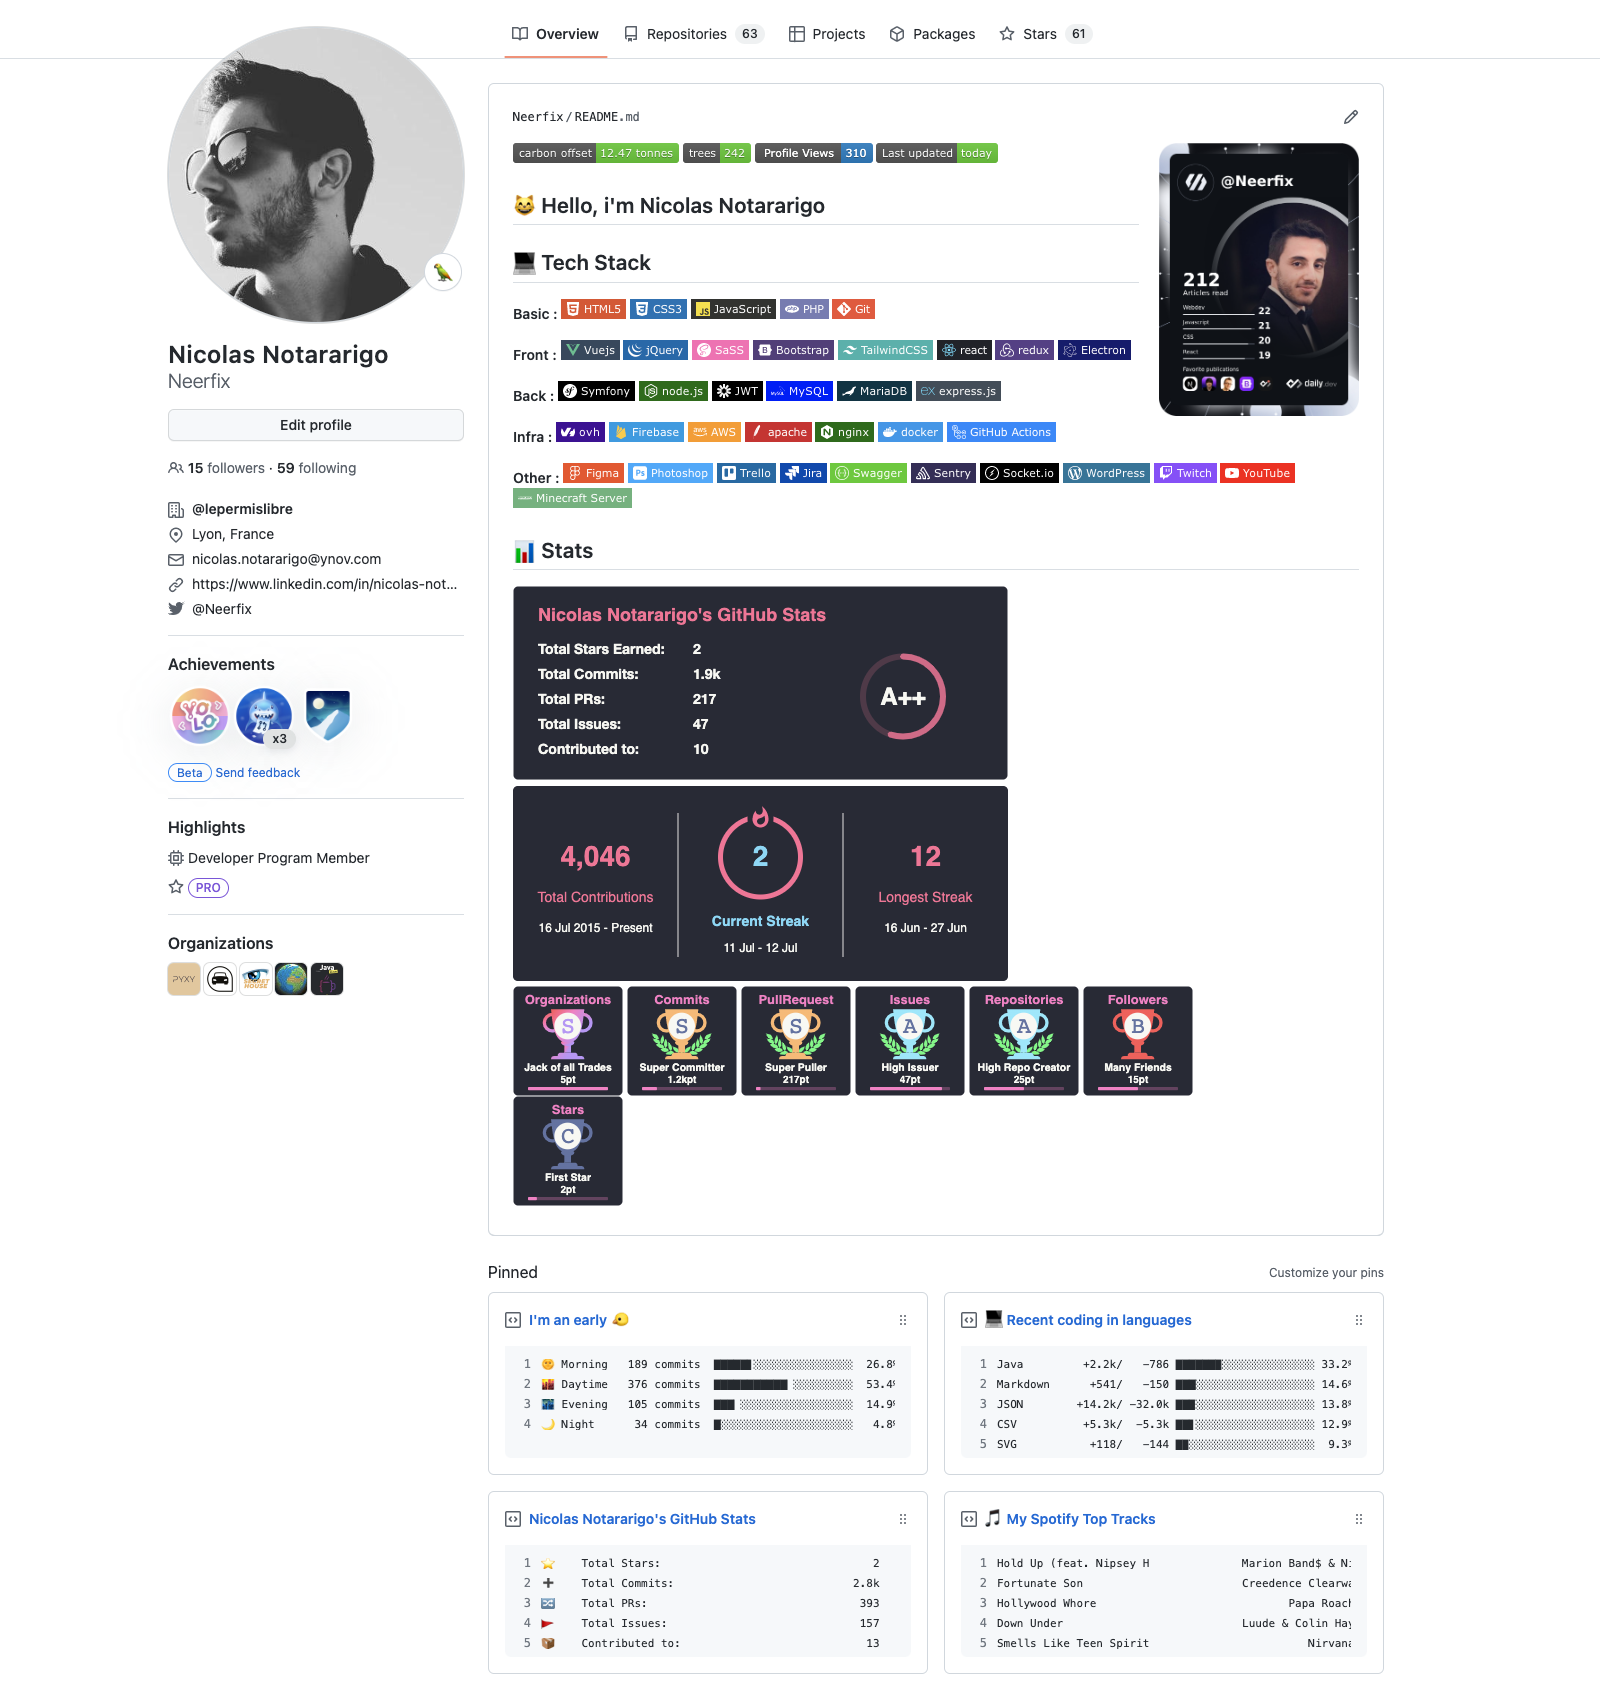 Overview Repositories 63 Projects Packages Stars 61
Nicolas Notararigo
Neerfix
Edit profile
15 followers · 59 following
@lepermislibre
Lyon, France
nicolas.notararigo@ynov.com
https://www.linkedin.com/in/nicolas-not...
@Neerfix
Achievements
YOLO
x3
Beta Send feedback
Highlights
Developer Program Member
PRO
Organizations
PYXY
Neerfix/README.md
carbon offset 12.47 tonnes trees 242 Profile Views 310 Last updated today
Hello, i'm Nicolas Notararigo
@Neerfix
212
Articles read
Webdev 22
Javascript 21
CSS 20
React 19
Favorite publications
daily.dev
Tech Stack
Basic : HTML5 CSS3 JavaScript PHP Git
Front : Vuejs jQuery SaSS Bootstrap TailwindCSS react redux Electron
Back : Symfony node.js JWT MySQL MariaDB express.js
Infra : ovh Firebase AWS apache nginx docker GitHub Actions
Other : Figma Photoshop Trello Jira Swagger Sentry Socket.io WordPress Twitch YouTube
Minecraft Server
Stats
Nicolas Notararigo's GitHub Stats
Total Stars Earned: 2
Total Commits: 1.9k
Total PRs: 217
Total Issues: 47
Contributed to: 10
A++
4,046
Total Contributions
16 Jul 2015 - Present
2
Current Streak
11 Jul - 12 Jul
12
Longest Streak
16 Jun - 27 Jun
Organizations
S
Jack of all Trades
5pt
Commits
S
Super Committer
1.2kpt
PullRequest
S
Super Puller
217pt
Issues
A
High Issuer
47pt
Repositories
A
High Repo Creator
25pt
Followers
B
Many Friends
15pt
Stars
C
First Star
2pt
Pinned
Customize your pins
I'm an early
1 Morning 189 commits 26.8%
2 Daytime 376 commits 53.4%
3 Evening 105 commits 14.9%
4 Night 34 commits 4.8%
Recent coding in languages
1 Java +2.2k/ -786 33.2%
2 Markdown +541/ -150 14.6%
3 JSON +14.2k/ -32.0k 13.8%
4 CSV +5.3k/ -5.3k 12.9%
5 SVG +118/ -144 9.3%
Nicolas Notararigo's GitHub Stats
1 Total Stars: 2
2 Total Commits: 2.8k
3 Total PRs: 393
4 Total Issues: 157
5 Contributed to: 13
My Spotify Top Tracks
1 Hold Up (feat. Nipsey H Marion Band$ & Ni
2 Fortunate Son Creedence Clearwa
3 Hollywood Whore Papa Roach
4 Down Under Luude & Colin Hay
5 Smells Like Teen Spirit Nirvana